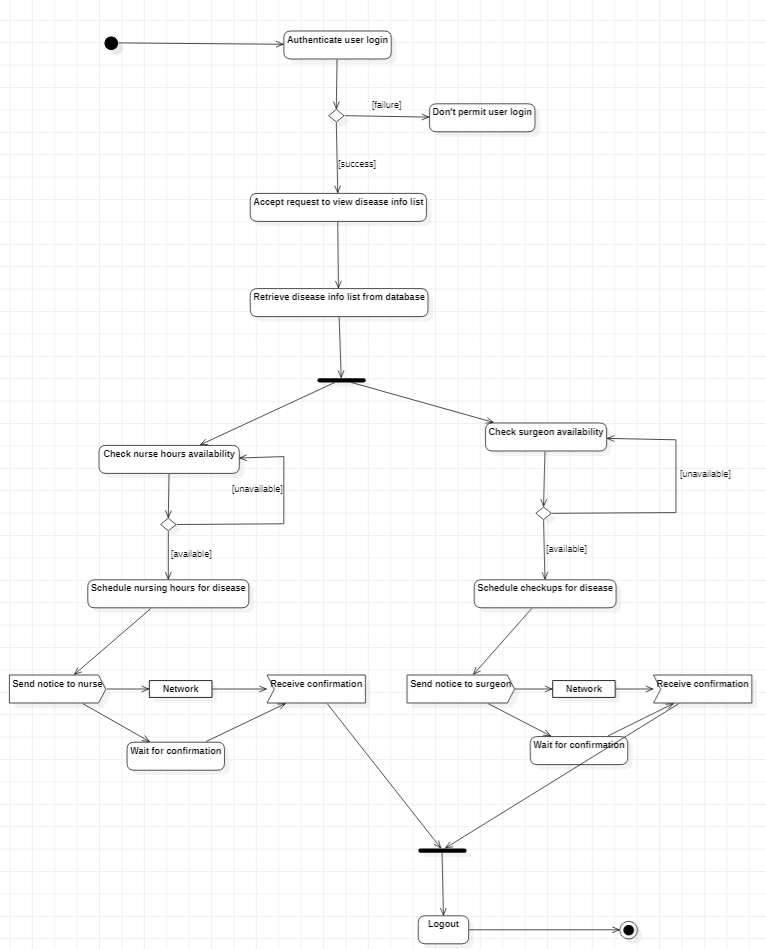 Authenticate user login
[failure]
Don't permit user login
[success]
Accept request to view disease info list
Retrieve disease info list from database
Check surgeon availability
Check nurse hours availability
[unavailable]
[unavailable]
[available]
[available]
Schedule nursing hours for disease
Schedule checkups for disease
Send notice to nurse
Network
Receive confirmation
Send notice to surgeon
Network
Receive confirmation
Wait for confirmation
Wait for confirmation
Logout